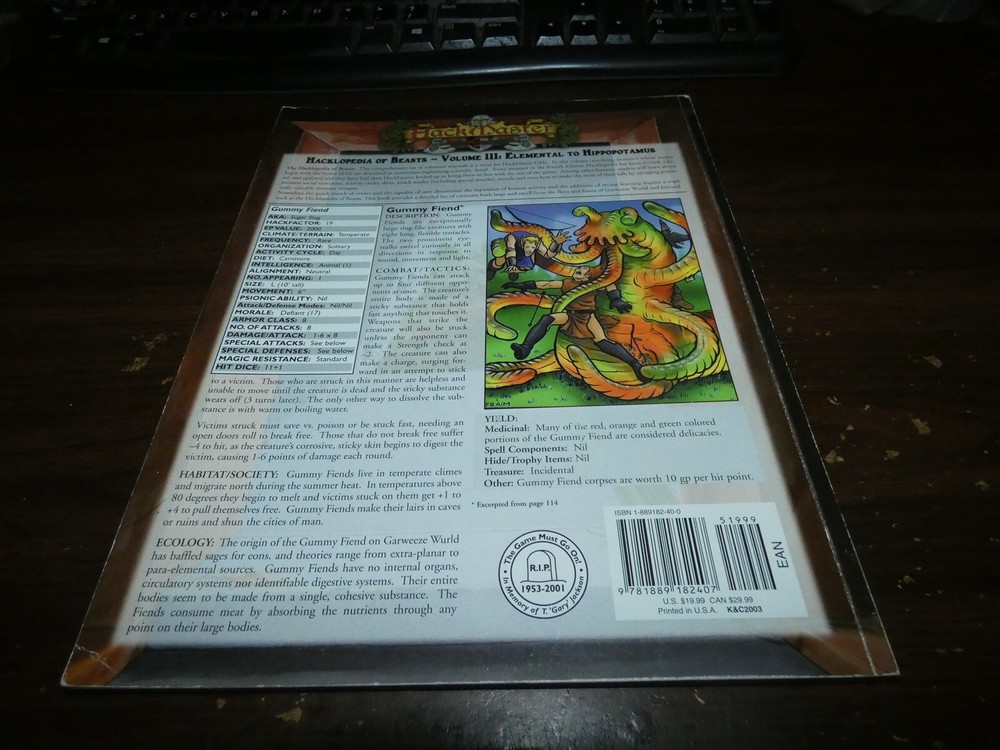 HackMaster
HACKLOPEDIA OF BEASTS – VOLUME III: ELEMENTAL TO HIPPOPOTAMUS
The Hacklopedia of Beasts.
Gummy Fiend
AKA: Sugar Slug
HACKFACTOR: 19
EP VALUE: 2000
CLIMATE/TERRAIN: Temperate
FREQUENCY: Rare
ORGANIZATION: Solitary
ACTIVITY CYCLE: Day
DIET: Carnivore
INTELLIGENCE: Animal (1)
ALIGNMENT: Neutral
NO. APPEARING: 1
SIZE: L (10' tall)
MOVEMENT: 6"
PSIONIC ABILITY: Nil
Attack/Defense Modes: Nil/Nil
MORALE: Defiant (17)
ARMOR CLASS: 8
NO. OF ATTACKS: 8
DAMAGE/ATTACK: 1-6 x 8
SPECIAL ATTACKS: See below
SPECIAL DEFENSES: See below
MAGIC RESISTANCE: Standard
HIT DICE: 11+1
Gummy Fiend*
DESCRIPTION: Gummy
Fiends are exceptionally
large slug-like creatures with
eight long, flexible tentacles.
The two prominent eye-
stalks swivel curiously in all
directions in response to
sound, movement and light.
COMBAT/TACTICS:
Gummy Fiends can attack
up to four different oppo-
nents at once. The creature's
entire body is made of a
sticky substance that holds
fast anything that touches it.
Weapons that strike the
creature will also be stuck
unless the opponent can
make a Strength check at
-2. The creature can also
make a charge, surging for-
ward in an attempt to stick
to a victim. Those who are stuck in this manner are helpless and
unable to move until the creature is dead and the sticky substance
wears off (3 turns later). The only other way to dissolve the sub-
stance is with warm or boiling water.
Victims struck must save vs. poison or be stuck fast, needing an
open doors roll to break free. Those that do not break free suffer
-4 to hit, as the creature's corrosive, sticky skin begins to digest the
victim, causing 1-6 points of damage each round.
HABITAT/SOCIETY: Gummy Fiends live in temperate climes
and migrate north during the summer heat. In temperatures above
80 degrees they begin to melt and victims stuck on them get +1 to
+4 to pull themselves free. Gummy Fiends make their lairs in caves
or ruins and shun the cities of man.
ECOLOGY: The origin of the Gummy Fiend on Garweeze Wurld
has baffled sages for eons, and theories range from extra-planar to
para-elemental sources. Gummy Fiends have no internal organs,
circulatory systems nor identifiable digestive systems. Their entire
bodies seem to be made from a single, cohesive substance. The
Fiends consume meat by absorbing the nutrients through any
point on their large bodies.
FRAIM
YIELD:
Medicinal: Many of the red, orange and green colored
portions of the Gummy Fiend are considered delicacies.
Spell Components: Nil
Hide/Trophy Items: Nil
Treasure: Incidental
Other: Gummy Fiend corpses are worth 10 gp per hit point.
* Excerpted from page 114
The Game Must Go On!
R.I.P.
1953-2001
In Memory of T. 'Gary' Jackson
ISBN 1-889182-40-0
51999
EAN
9 781889 182407
U.S. $19.99 CAN $29.99
Printed in U.S.A. K&C2003